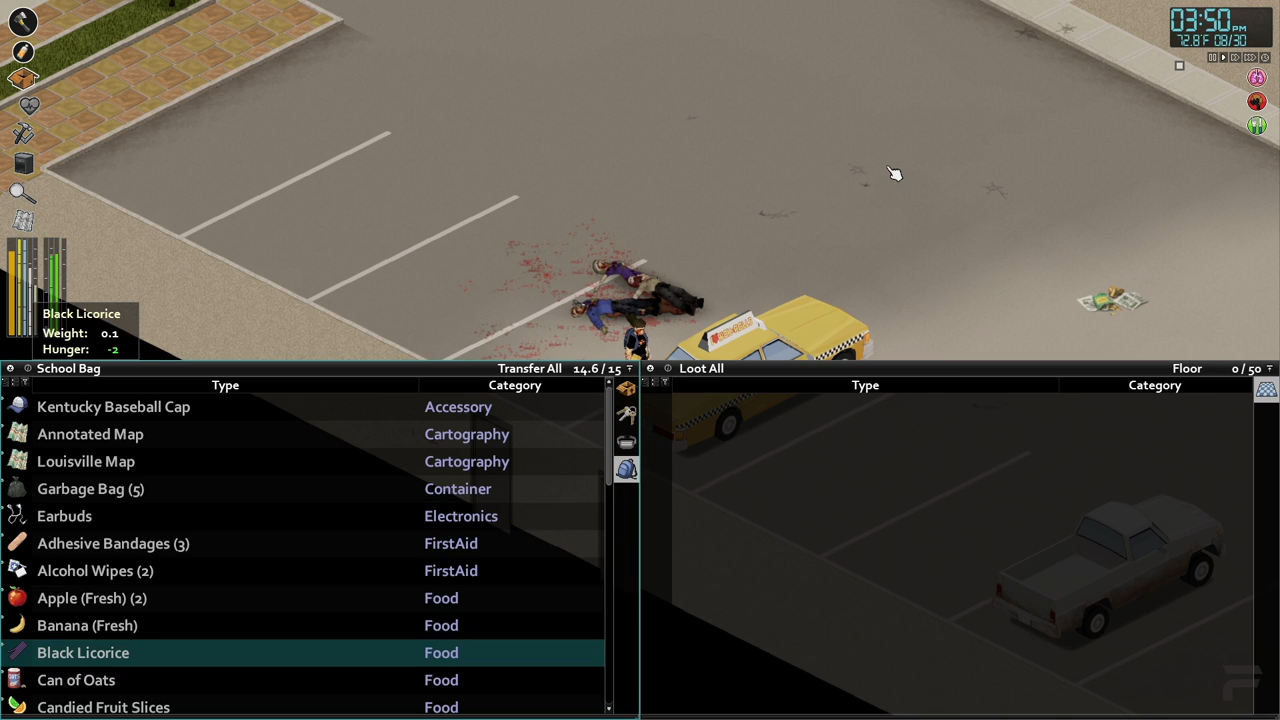 03:50 PM
72.8°F 08/30
Black Licorice
Weight: 0.1
Hunger: -2
School Bag Transfer All 14.6 / 15
Type Category
Kentucky Baseball Cap Accessory
Annotated Map Cartography
Louisville Map Cartography
Garbage Bag (5) Container
Earbuds Electronics
Adhesive Bandages (3) FirstAid
Alcohol Wipes (2) FirstAid
Apple (Fresh) (2) Food
Banana (Fresh) Food
Black Licorice Food
Can of Oats Food
Candied Fruit Slices Food
Loot All Floor 0 / 50
Type Category